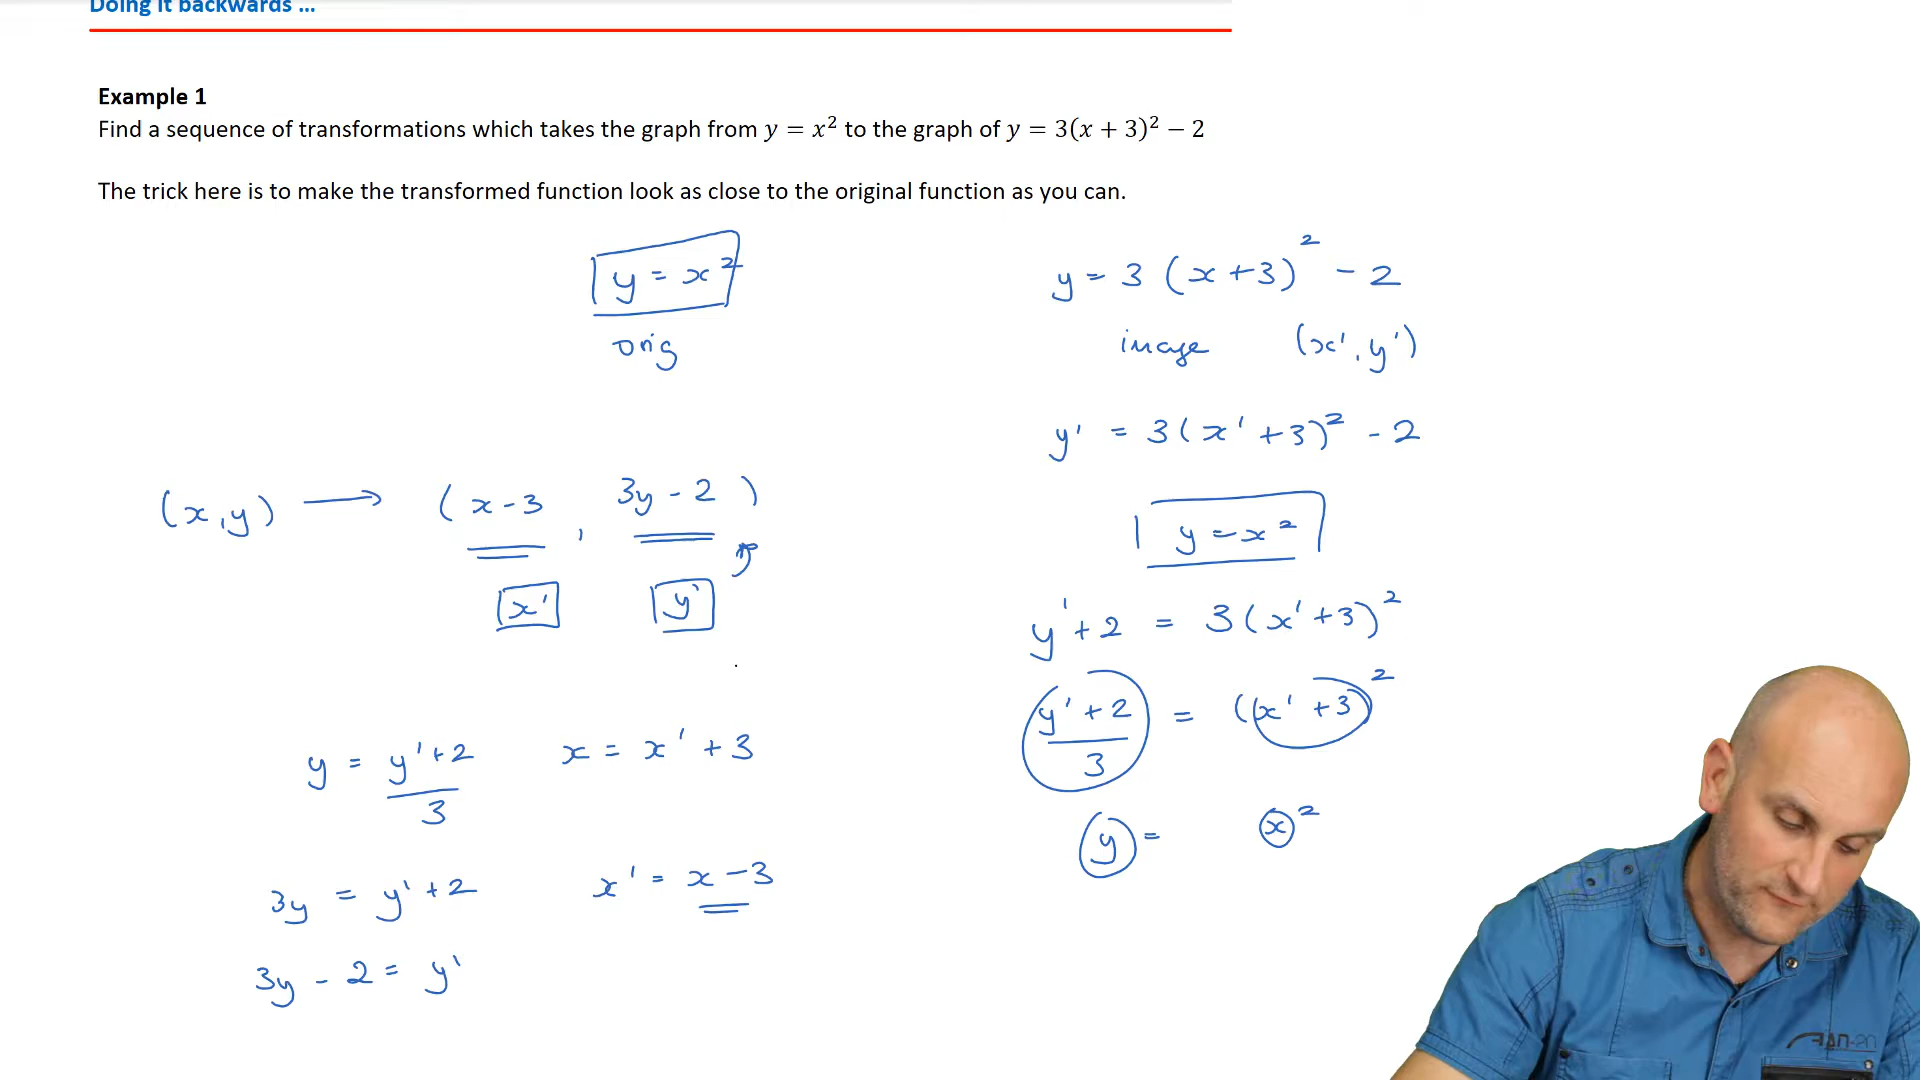 Doing it backwards ...
Example 1
Find a sequence of transformations which takes the graph from y = x² to the graph of y = 3(x + 3)² − 2
The trick here is to make the transformed function look as close to the original function as you can.
y = x²
orig
(x, y) → (x - 3, 3y - 2)
x' y'
y = (y' + 2)/3 x = x' + 3
3y = y' + 2 x' = x - 3
3y - 2 = y'
y = 3 (x + 3)² - 2
image (x', y')
y' = 3(x' + 3)² - 2
y = x²
y' + 2 = 3(x' + 3)²
(y' + 2)/3 = ((x' + 3)²
y = x²